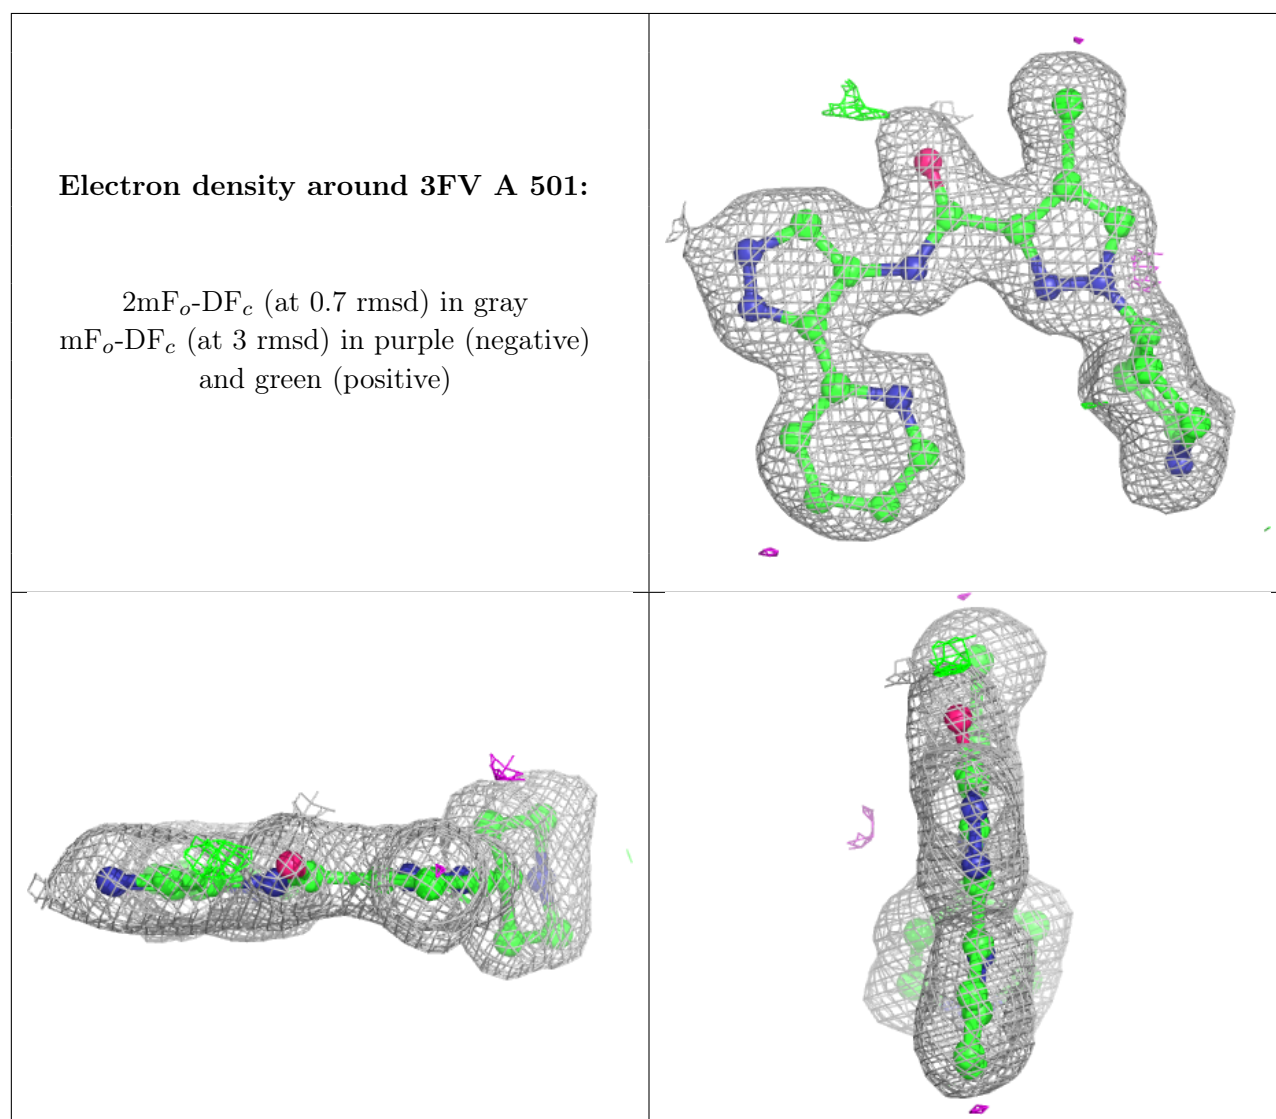 Electron density around 3FV A 501:
2mFₒ-DF𝒸 (at 0.7 rmsd) in gray
mFₒ-DF𝒸 (at 3 rmsd) in purple (negative)
and green (positive)